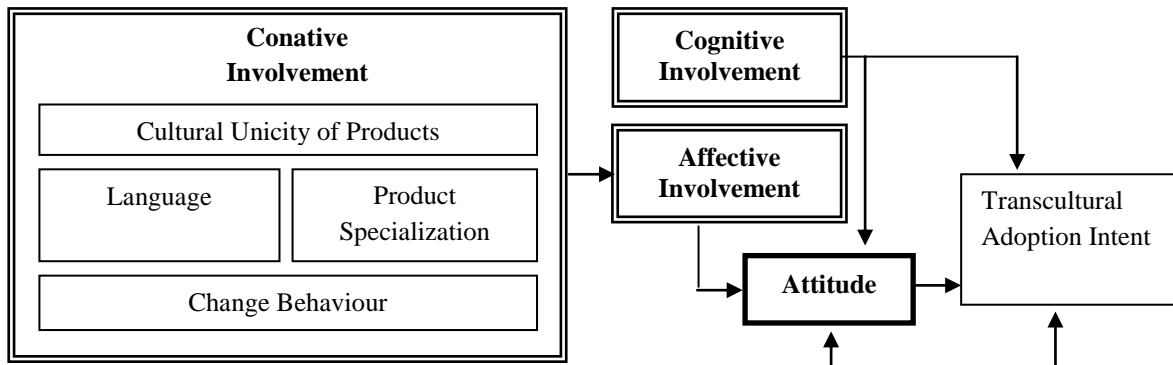 Conative
Involvement
Cultural Unicity of Products
Language
Product
Specialization
Change Behaviour
Cognitive
Involvement
Affective
Involvement
Attitude
Transcultural
Adoption Intent